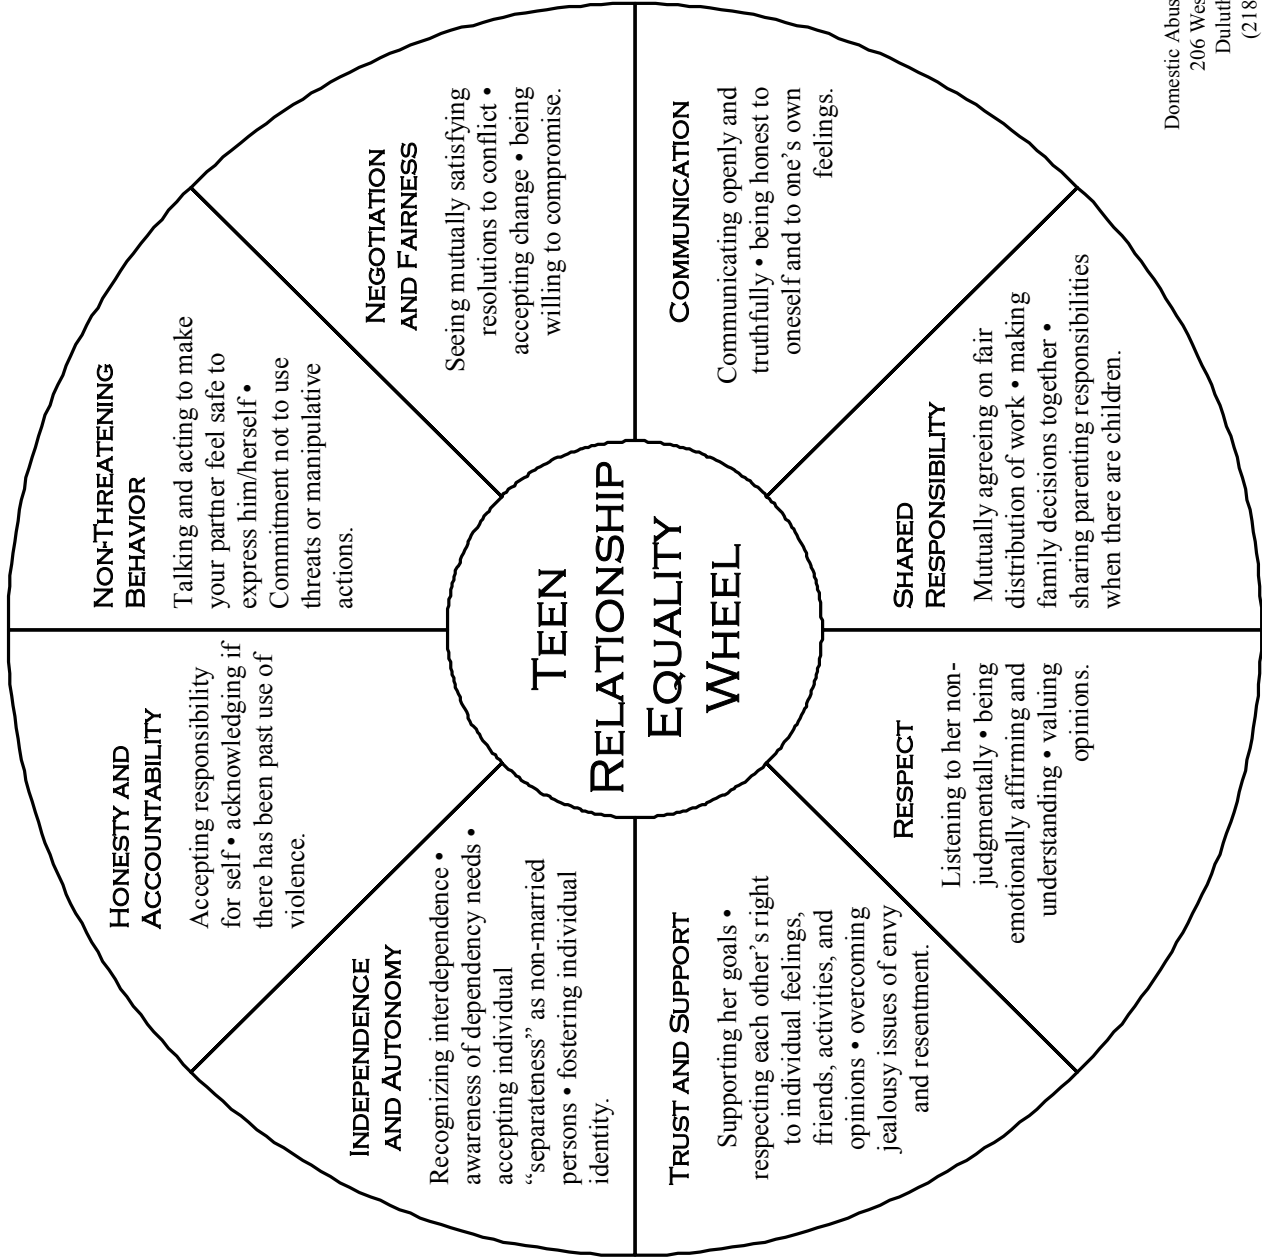 TEEN
RELATIONSHIP
EQUALITY
WHEEL
NON-THREATENING
BEHAVIOR
Talking and acting to make
your partner feel safe to
express him/herself •
Commitment not to use
threats or manipulative
actions.
NEGOTIATION
AND FAIRNESS
Seeing mutually satisfying
resolutions to conflict •
accepting change • being
willing to compromise.
COMMUNICATION
Communicating openly and
truthfully • being honest to
oneself and to one's own
feelings.
SHARED
RESPONSIBILITY
Mutually agreeing on fair
distribution of work • making
family decisions together •
sharing parenting responsibilities
when there are children.
RESPECT
Listening to her non-
judgmentally • being
emotionally affirming and
understanding • valuing
opinions.
TRUST AND SUPPORT
Supporting her goals •
respecting each other's right
to individual feelings,
friends, activities, and
opinions • overcoming
jealousy issues of envy
and resentment.
INDEPENDENCE
AND AUTONOMY
Recognizing interdependence •
awareness of dependency needs •
accepting individual
"separateness" as non-married
persons • fostering individual
identity.
HONESTY AND
ACCOUNTABILITY
Accepting responsibility
for self • acknowledging if
there has been past use of
violence.
Domestic Abus
206 Wes
Duluth
(218